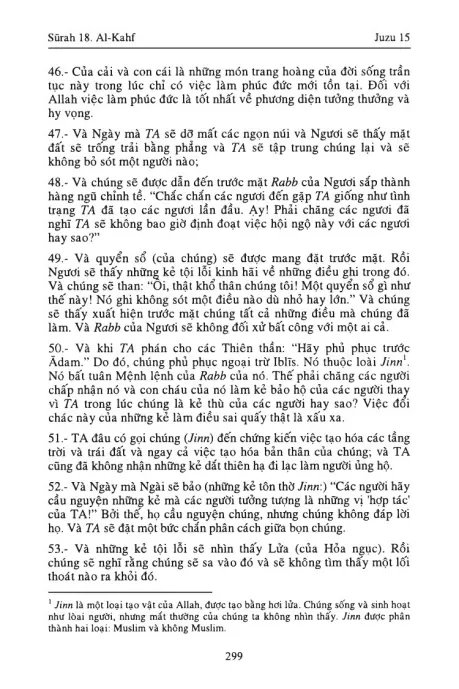 Sūrah 18. Al-Kahf Juzu 15
46.- Của cải và con cái là những món trang hoàng của đời sống trần
tục này trong lúc chỉ có việc làm phúc đức mới tồn tại. Đối với
Allah việc làm phúc đức là tốt nhất về phương diện tưởng thưởng và
hy vọng.
47.- Và Ngày mà TA sẽ dỡ mất các ngọn núi và Ngươi sẽ thấy mặt
đất sẽ trống trải bằng phẳng và TA sẽ tập trung chúng lại và sẽ
không bỏ sót một người nào;
48.- Và chúng sẽ được dẫn đến trước mặt Rabb của Ngươi sắp thành
hàng ngũ chỉnh tề. “Chắc chắn các ngươi đến gặp TA giống như tình
trạng TA đã tạo các ngươi lần đầu. Ay! Phải chăng các ngươi đã
nghĩ TA sẽ không bao giờ định đoạt việc hội ngộ này với các ngươi
hay sao?”
49.- Và quyển sổ (của chúng) sẽ được mang đặt trước mặt. Rồi
Ngươi sẽ thấy những kẻ tội lỗi kinh hãi về những điều ghi trong đó.
Và chúng sẽ than: “Ôi, thật khổ thân chúng tôi! Một quyển sổ gì như
thế này! Nó ghi không sót một điều nào dù nhỏ hay lớn.” Và chúng
sẽ thấy xuất hiện trước mặt chúng tất cả những điều mà chúng đã
làm. Và Rabb của Ngươi sẽ không đối xử bất công với một ai cả.
50.- Và khi TA phán cho các Thiên thần: “Hãy phủ phục trước
Ādam.” Do đó, chúng phủ phục ngoại trừ Iblīs. Nó thuộc loài Jinn¹.
Nó bất tuân Mệnh lệnh của Rabb của nó. Thế phải chăng các người
chấp nhận nó và con cháu của nó làm kẻ bảo hộ của các người thay
vì TA trong lúc chúng là kẻ thù của các người hay sao? Việc đổi
chác này của những kẻ làm điều sai quấy thật là xấu xa.
51.- TA đâu có gọi chúng (Jinn) đến chứng kiến việc tạo hóa các tầng
trời và trái đất và ngay cả việc tạo hóa bản thân của chúng; và TA
cũng đã không nhận những kẻ dắt thiên hạ đi lạc làm người ủng hộ.
52.- Và Ngày mà Ngài sẽ bảo (những kẻ tôn thờ Jinn:) “Các người hãy
cầu nguyện những kẻ mà các người tưởng tượng là những vị 'hợp tác'
của TA!” Bởi thế, họ cầu nguyện chúng, nhưng chúng không đáp lời
họ. Và TA sẽ đặt một bức chắn phân cách giữa bọn chúng.
53.- Và những kẻ tội lỗi sẽ nhìn thấy Lửa (của Hỏa ngục). Rồi
chúng sẽ nghĩ rằng chúng sẽ sa vào đó và sẽ không tìm thấy một lối
thoát nào ra khỏi đó.
¹ Jinn là một loại tạo vật của Allah, được tạo bằng hơi lửa. Chúng sống và sinh hoạt
như lòai người, nhưng mắt thường của chúng ta không nhìn thấy. Jinn được phân
thành hai loại: Muslim và không Muslim.
299